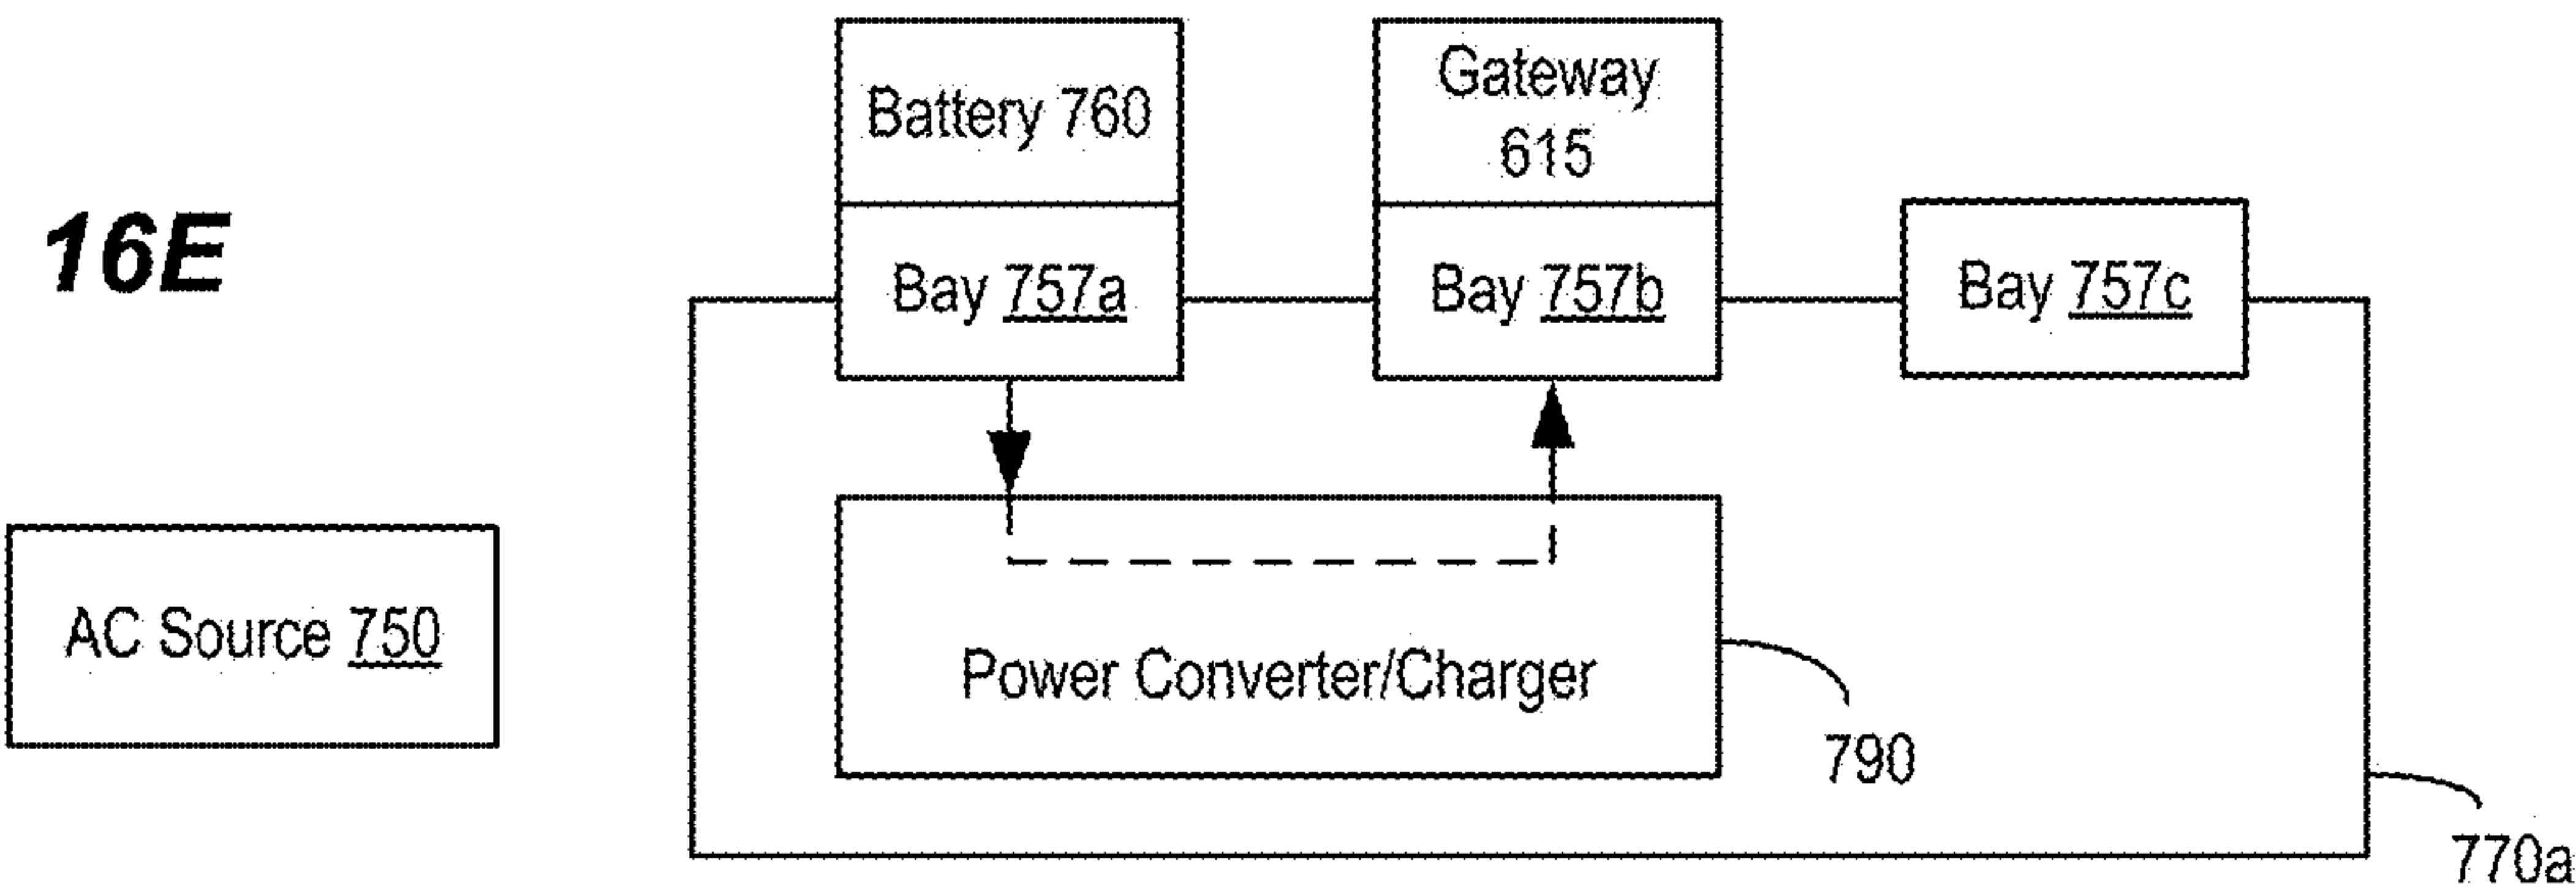 Battery 760
Gateway
615
16E
Bay 757a
Bay 757b
Bay 757c
AC Source 750
Power Converter/Charger
790
770a